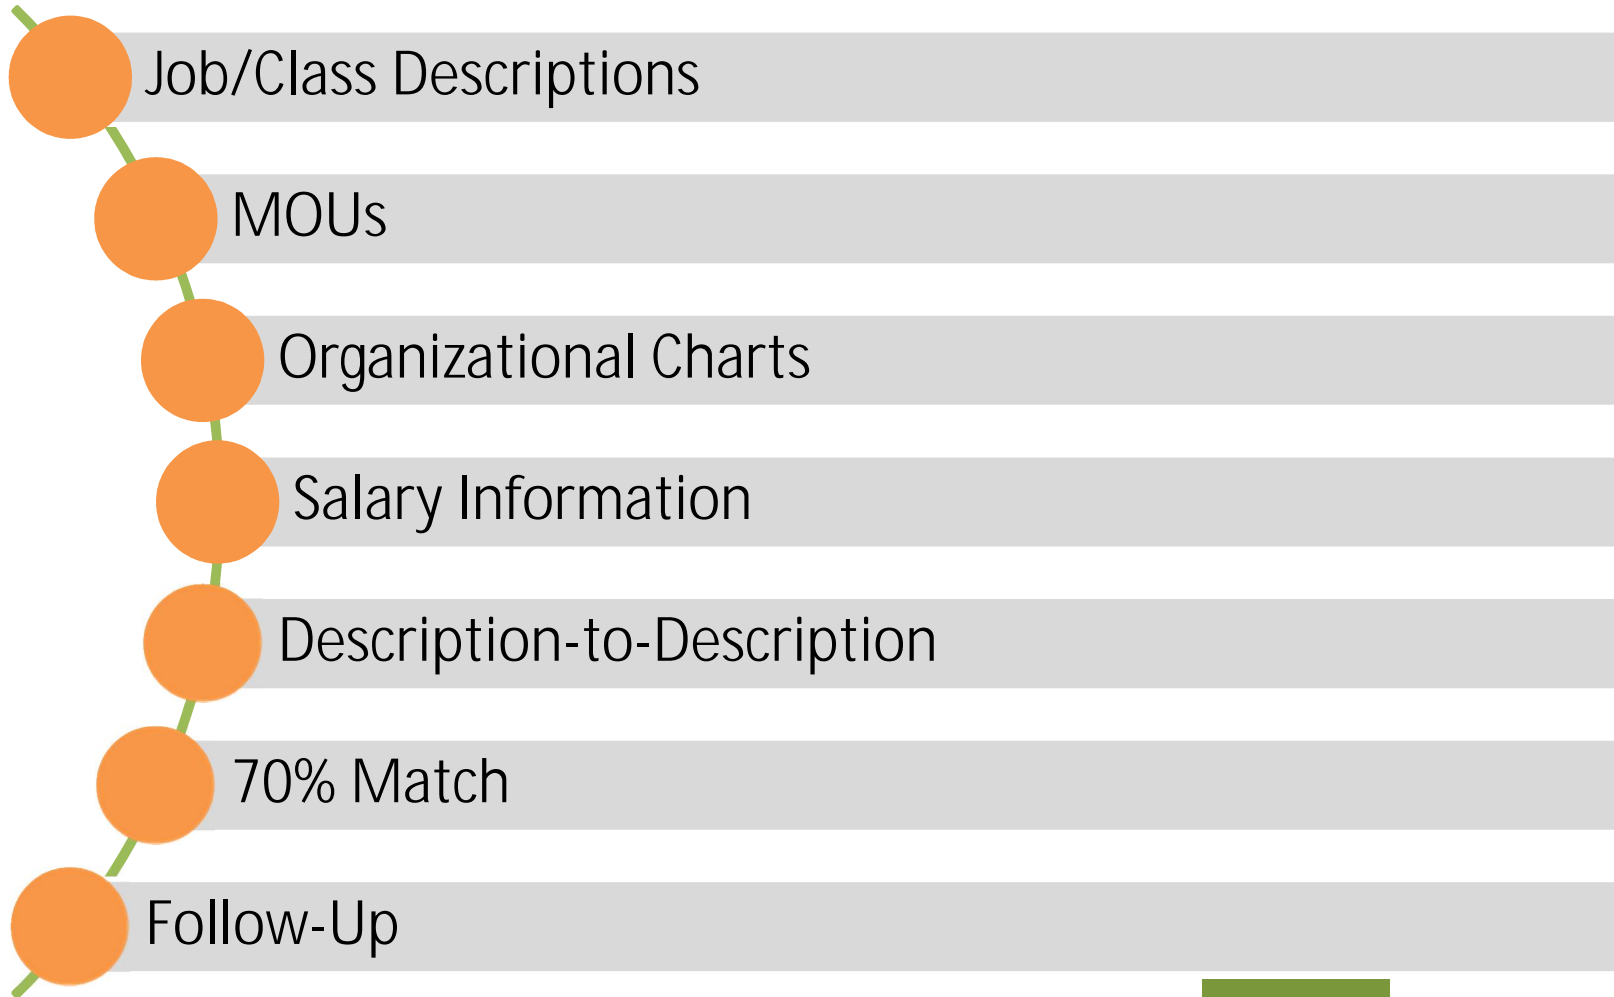 Job/Class Descriptions
MOUs
Organizational Charts
Salary Information
Description-to-Description
70% Match
Follow-Up